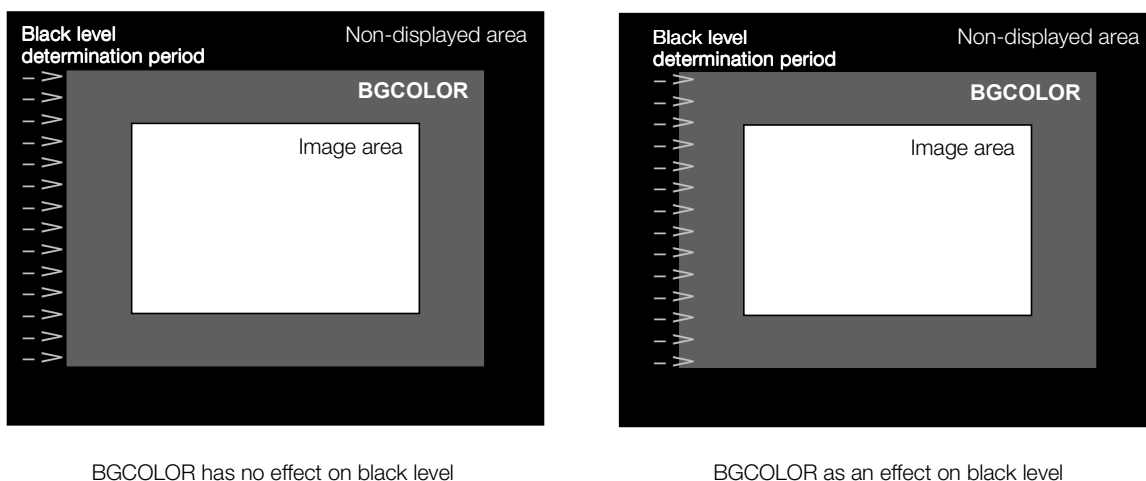 Black level
determination period
Non-displayed area
BGCOLOR
Image area
BGCOLOR has no effect on black level
Black level
determination period
Non-displayed area
BGCOLOR
Image area
BGCOLOR as an effect on black level